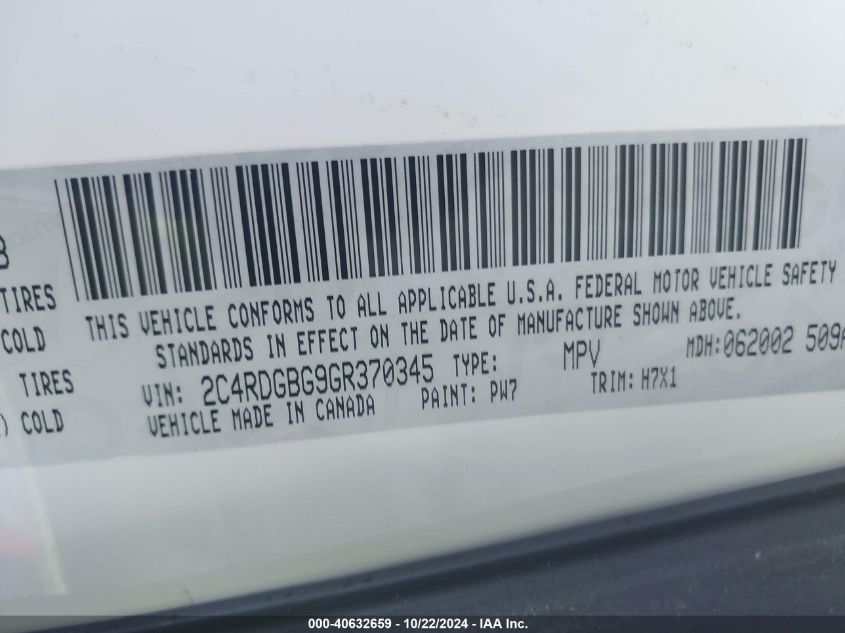 B
TIRES
COLD
TIRES
) COLD
THIS VEHICLE CONFORMS TO ALL APPLICABLE U.S.A. FEDERAL MOTOR VEHICLE SAFETY
STANDARDS IN EFFECT ON THE DATE OF MANUFACTURE SHOWN ABOVE.
VIN: 2C4RDGBG9GR370345 TYPE: MPV MDH:062002 509A
VEHICLE MADE IN CANADA PAINT: PW7 TRIM: H7X1
000-40632659 - 10/22/2024 - IAA Inc.